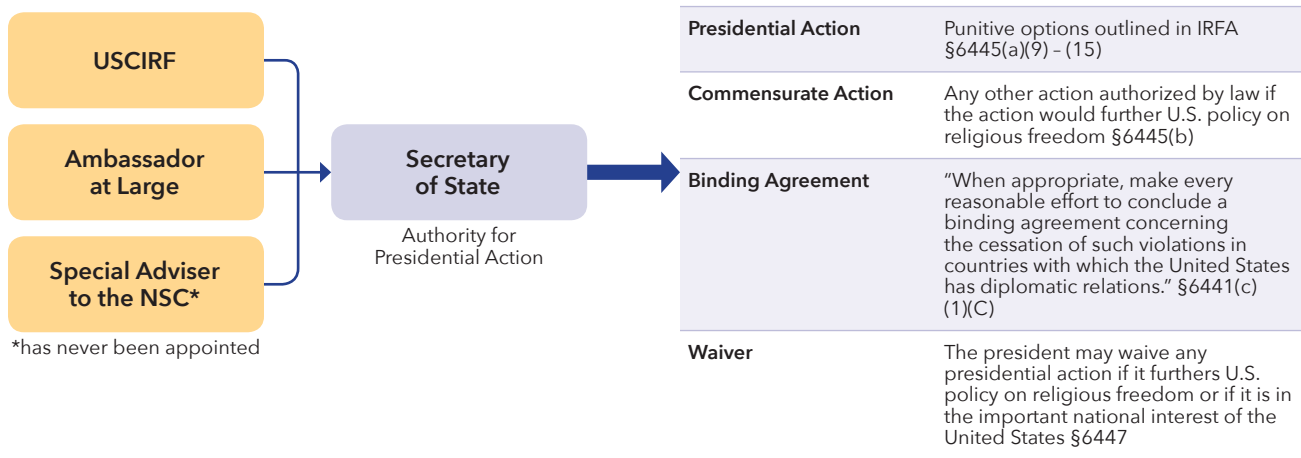 USCIRF
Ambassador
at Large
Special Adviser
to the NSC*
*has never been appointed
Secretary
of State
Authority for
Presidential Action
Presidential Action
Punitive options outlined in IRFA
§6445(a)(9) – (15)
Commensurate Action
Any other action authorized by law if
the action would further U.S. policy on
religious freedom §6445(b)
Binding Agreement
“When appropriate, make every
reasonable effort to conclude a
binding agreement concerning
the cessation of such violations in
countries with which the United States
has diplomatic relations.” §6441(c)
(1)(C)
Waiver
The president may waive any
presidential action if it furthers U.S.
policy on religious freedom or if it is in
the important national interest of the
United States §6447